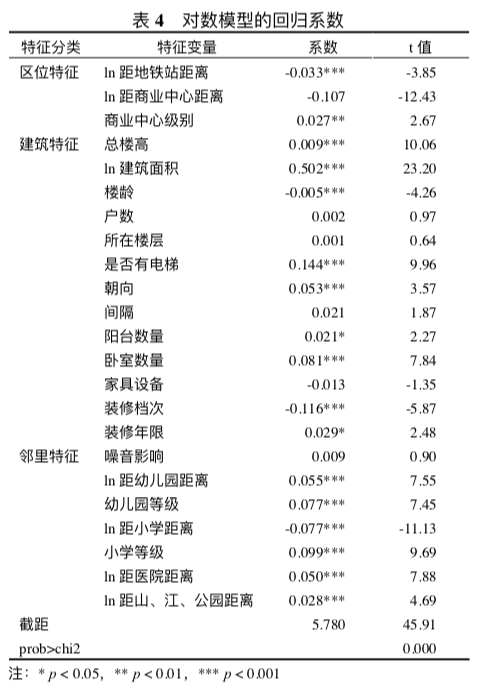 表 4 对数模型的回归系数
特征分类 特征变量 系数 t 值
区位特征 ln 距地铁站距离 -0.033*** -3.85
ln 距商业中心距离 -0.107 -12.43
商业中心级别 0.027** 2.67
建筑特征 总楼高 0.009*** 10.06
ln 建筑面积 0.502*** 23.20
楼龄 -0.005*** -4.26
户数 0.002 0.97
所在楼层 0.001 0.64
是否有电梯 0.144*** 9.96
朝向 0.053*** 3.57
间隔 0.021 1.87
阳台数量 0.021* 2.27
卧室数量 0.081*** 7.84
家具设备 -0.013 -1.35
装修档次 -0.116*** -5.87
装修年限 0.029* 2.48
邻里特征 噪音影响 0.009 0.90
ln 距幼儿园距离 0.055*** 7.55
幼儿园等级 0.077*** 7.45
ln 距小学距离 -0.077*** -11.13
小学等级 0.099*** 9.69
ln 距医院距离 0.050*** 7.88
ln 距山、江、公园距离 0.028*** 4.69
截距 5.780 45.91
prob>chi2 0.000
注：* p < 0.05，** p < 0.01，*** p < 0.001